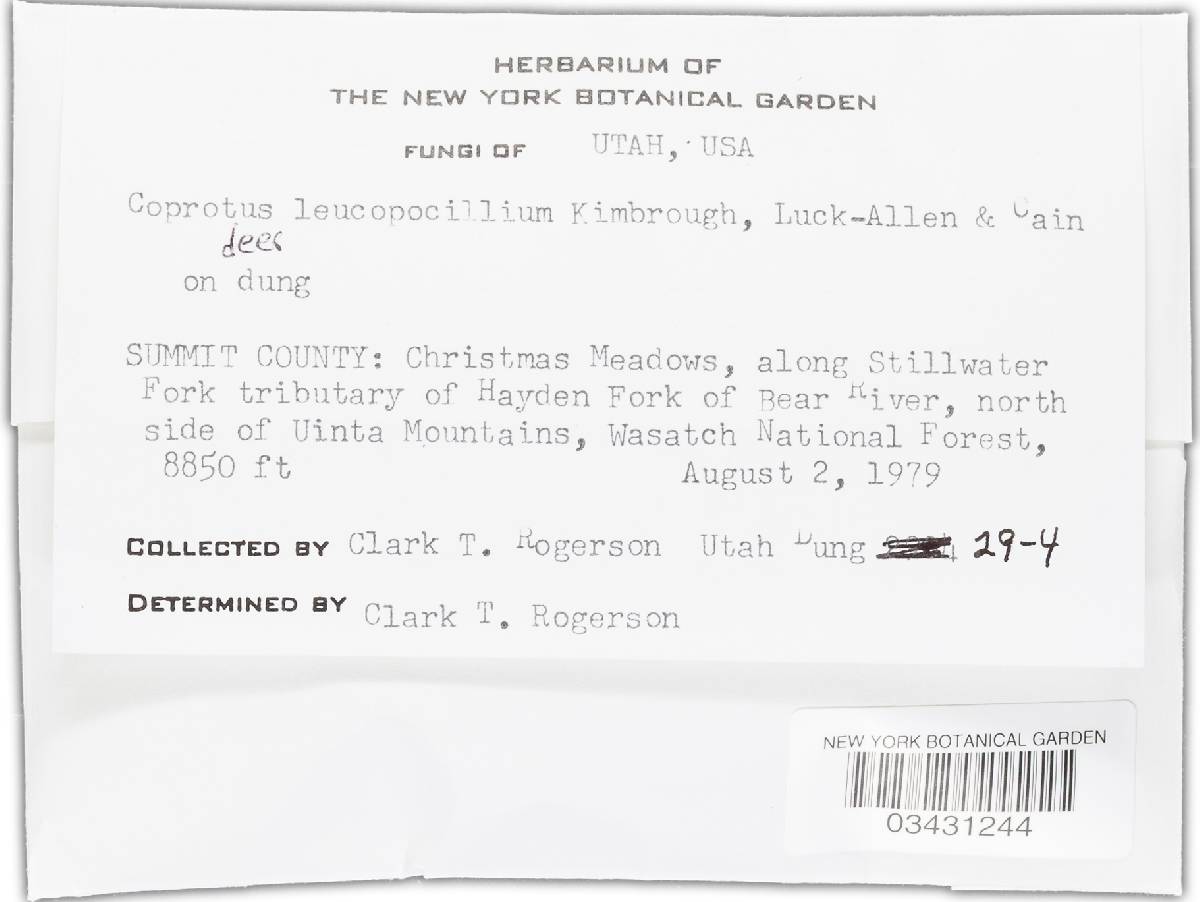 HERBARIUM OF
THE NEW YORK BOTANICAL GARDEN
FUNGI OF UTAH, USA
Coprotus leucopocillium Kimbrough, Luck-Allen & Cain
deer
on dung
SUMMIT COUNTY: Christmas Meadows, along Stillwater
Fork tributary of Hayden Fork of Bear River, north
side of Uinta Mountains, Wasatch National Forest,
8850 ft August 2, 1979
COLLECTED BY Clark T. Rogerson Utah Dung 29-4
DETERMINED BY Clark T. Rogerson
NEW YORK BOTANICAL GARDEN
03431244